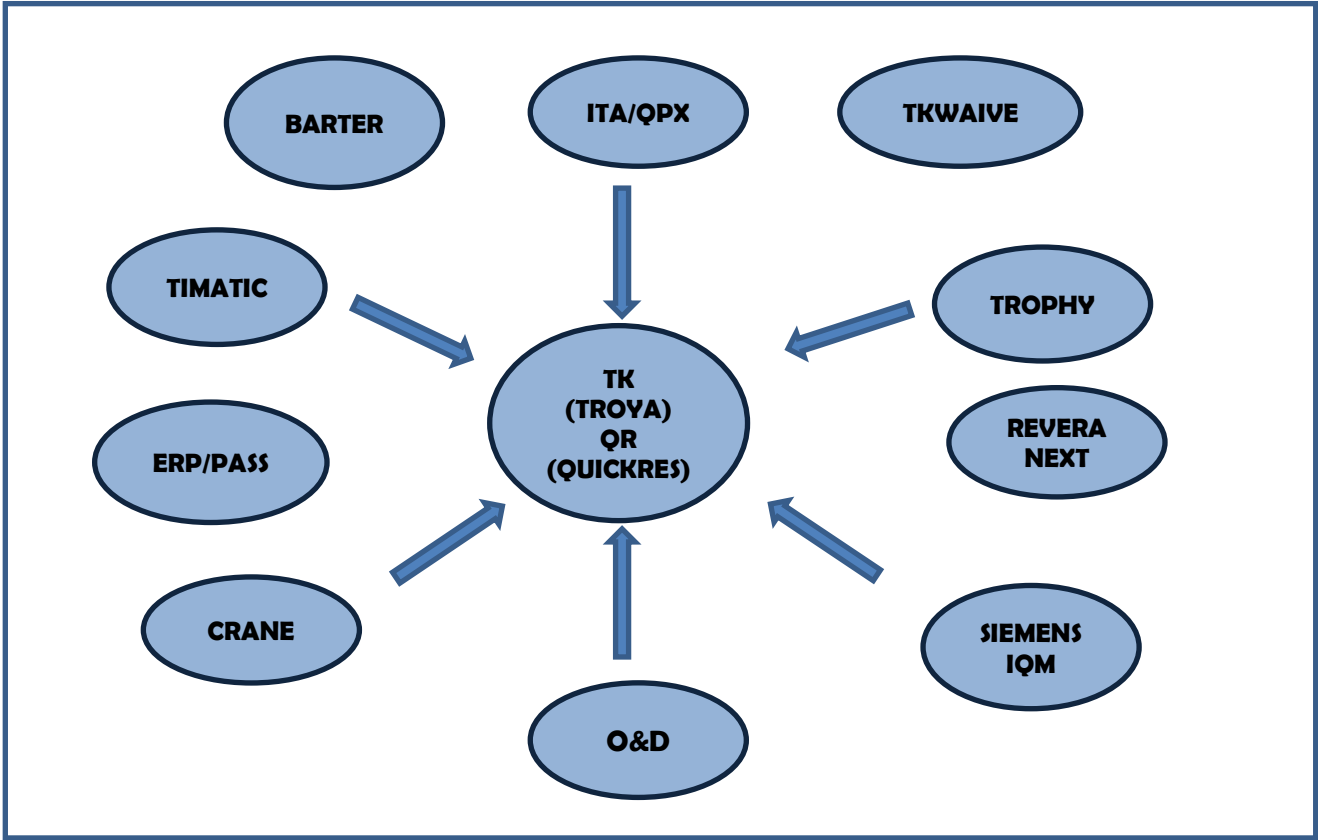 BARTER
ITA/QPX
TKWAIVE
TIMATIC
TROPHY
TK
(TROYA)
QR
(QUICKRES)
REVERA
NEXT
ERP/PASS
CRANE
SIEMENS
IQM
O&D